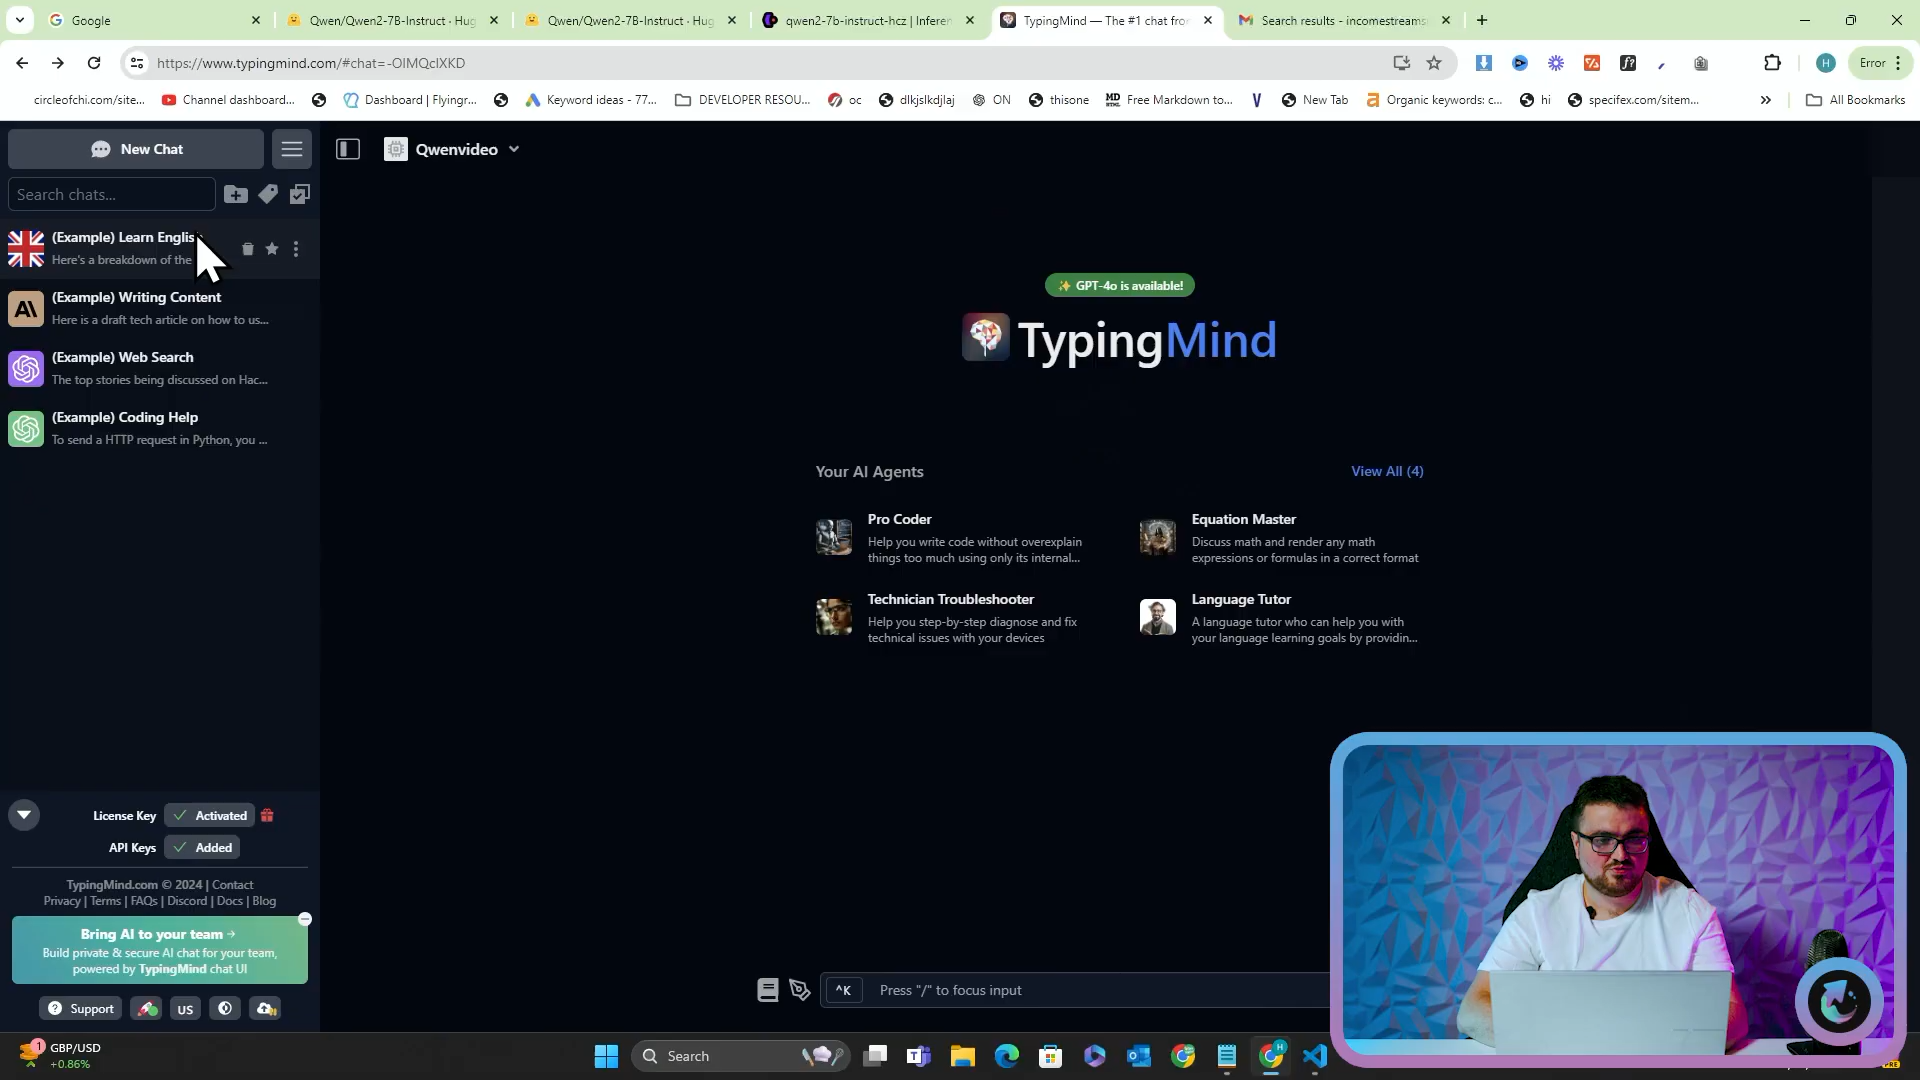 Google
Qwen/Qwen2-7B-Instruct · Hug
Qwen/Qwen2-7B-Instruct · Hug
qwen2-7b-instruct-hcz | Inferen
TypingMind — The #1 chat fro
Search results - incomestreams
https://www.typingmind.com/#chat=-OIMQcIXKD
Error
circleofchi.com/site...
Channel dashboard...
Dashboard | Flyingr...
Keyword ideas - 77...
DEVELOPER RESOU...
oc
dlkjslkdjlaj
ON
thisone
Free Markdown to...
New Tab
Organic keywords: c...
hi
specifex.com/sitem...
All Bookmarks
New Chat
Qwenvideo
Search chats...
(Example) Learn Englis
Here's a breakdown of the
(Example) Writing Content
Here is a draft tech article on how to us...
(Example) Web Search
The top stories being discussed on Hac...
(Example) Coding Help
To send a HTTP request in Python, you ...
✨ GPT-4o is available!
TypingMind
Your AI Agents
View All (4)
Pro Coder
Help you write code without overexplain
things too much using only its internal...
Equation Master
Discuss math and render any math
expressions or formulas in a correct format
Technician Troubleshooter
Help you step-by-step diagnose and fix
technical issues with your devices
Language Tutor
A language tutor who can help you with
your language learning goals by providin...
License Key
Activated
API Keys
Added
TypingMind.com © 2024 | Contact
Privacy | Terms | FAQs | Discord | Docs | Blog
Bring AI to your team →
Build private & secure AI chat for your team,
powered by TypingMind chat UI
Support
US
^K
Press "/" to focus input
1
GBP/USD
+0.86%
Search